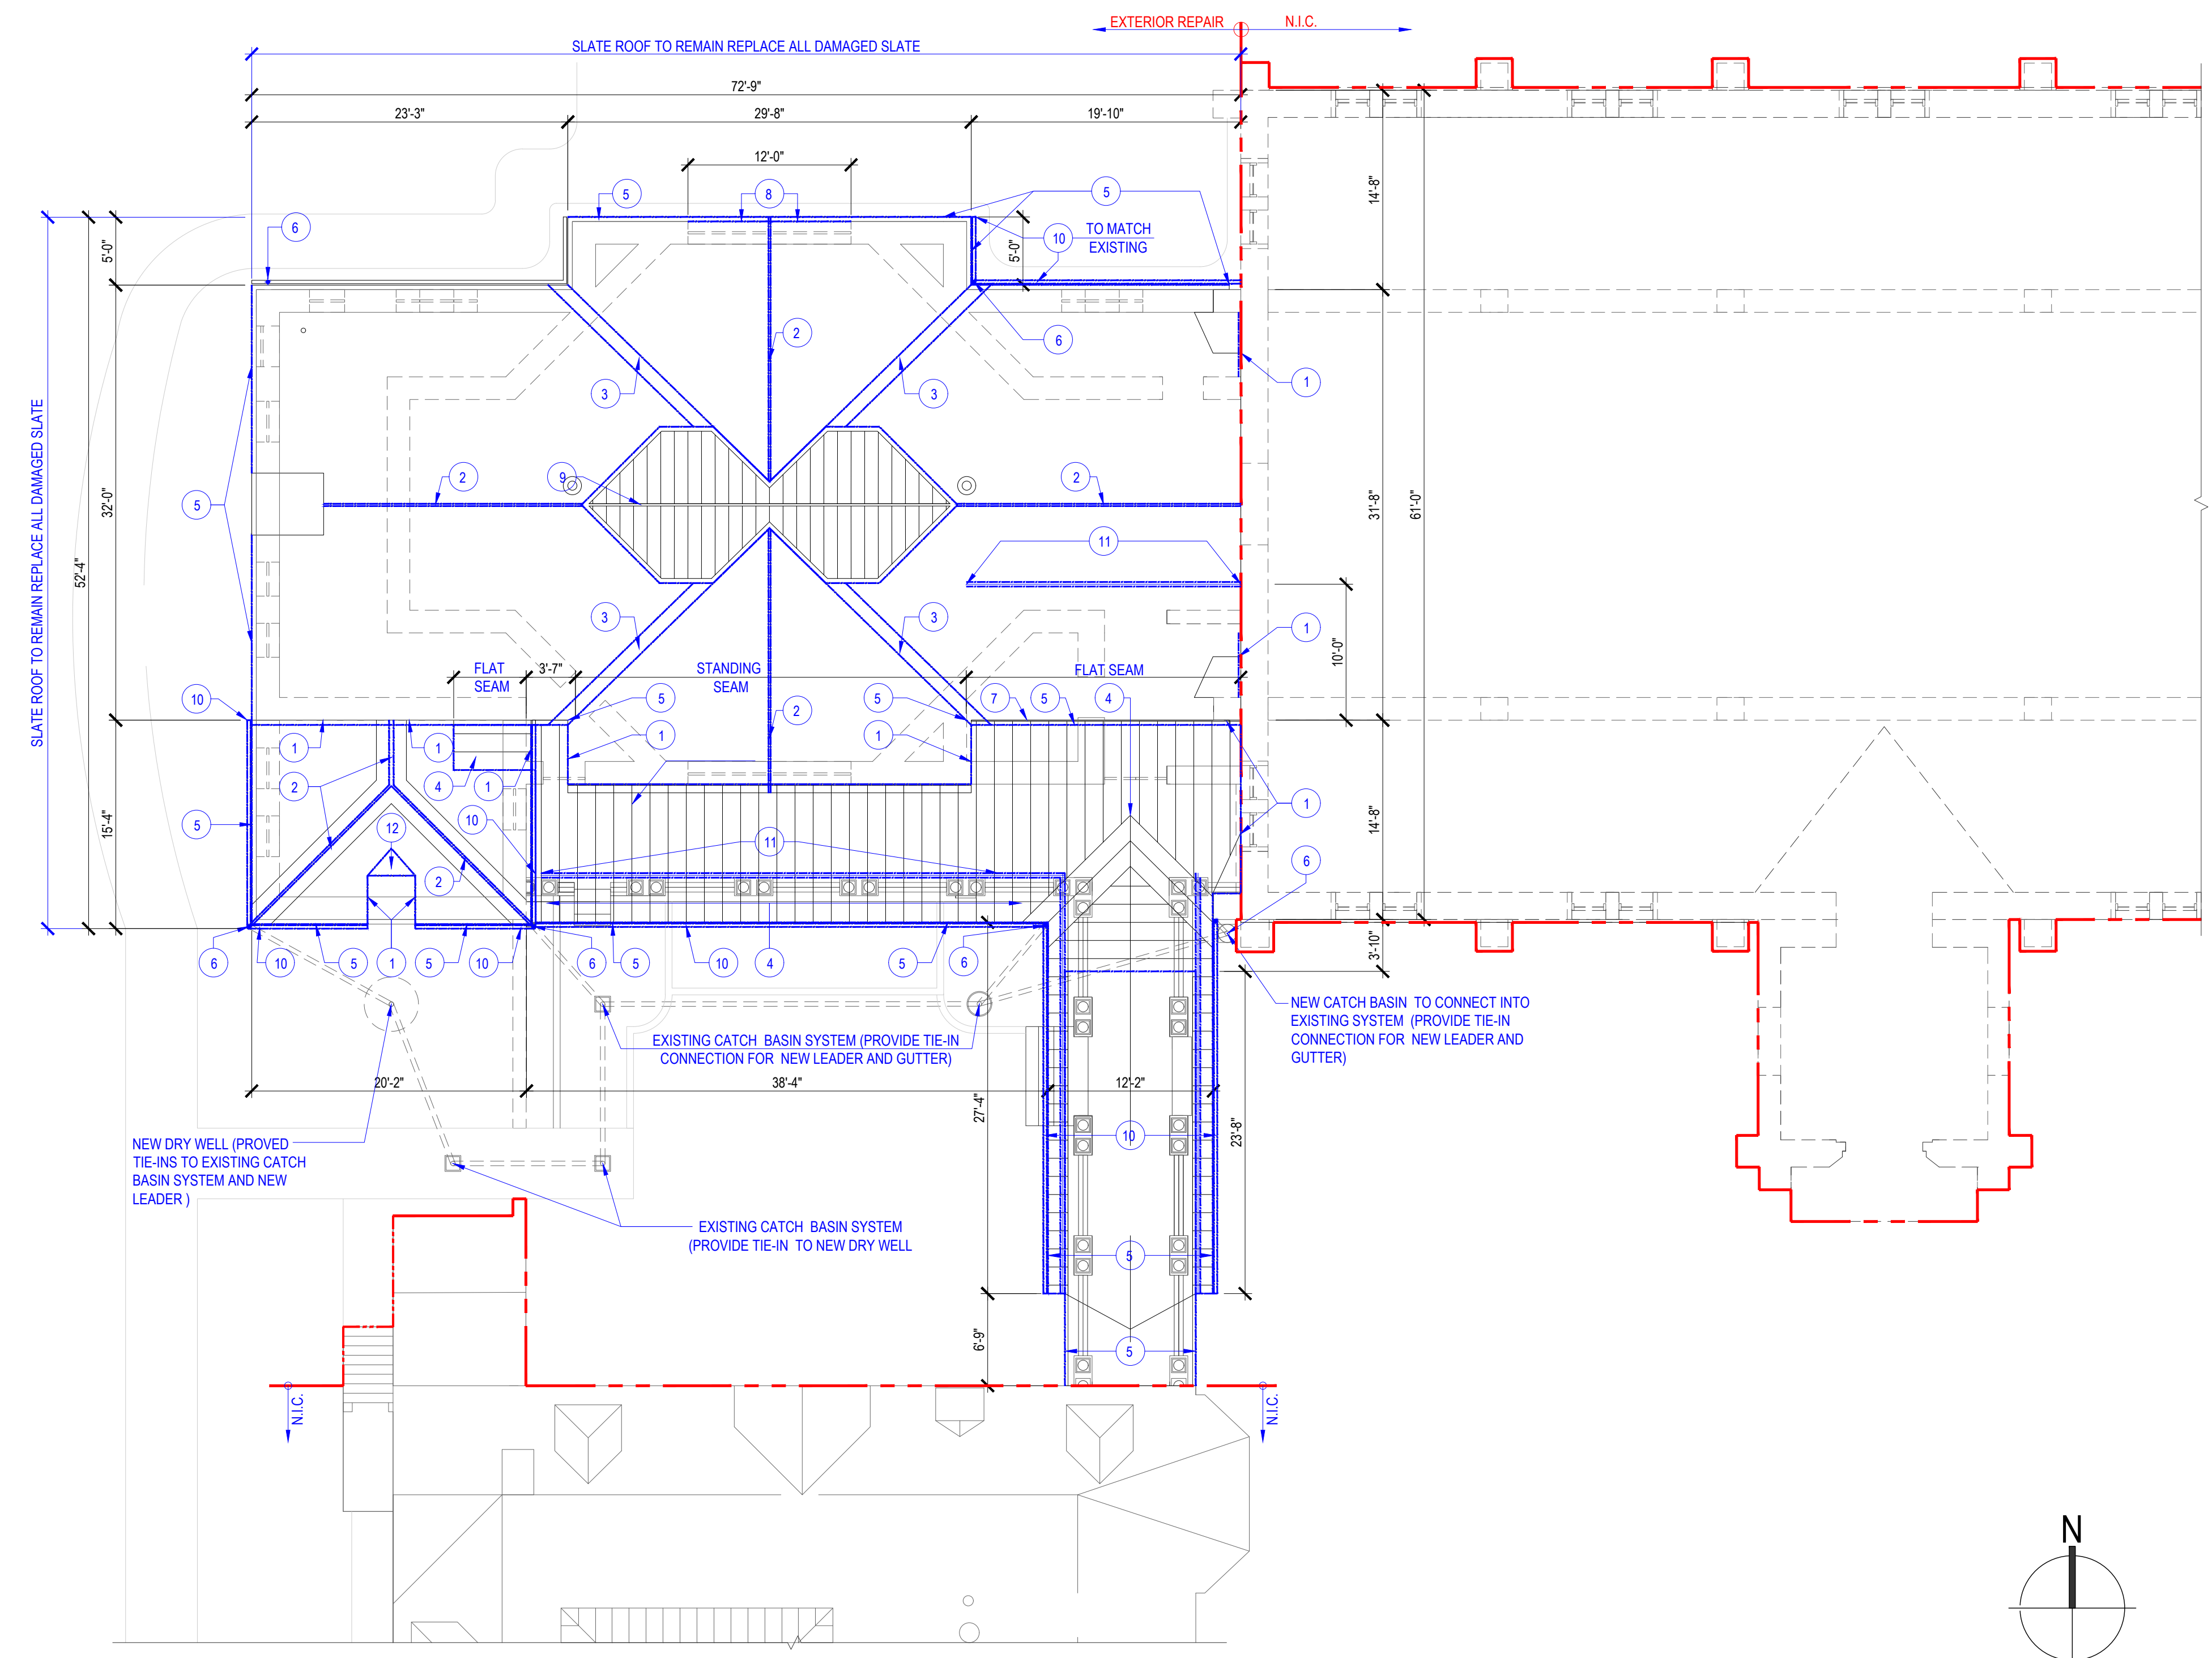 EXTERIOR REPAIR N.I.C.
SLATE ROOF TO REMAIN REPLACE ALL DAMAGED SLATE
72'-9"
23'-3" 29'-8" 19'-10"
12'-0"
5 8 5
14'-8"
6
10 TO MATCH
EXISTING
5'-0" 5'-0"
2 6
3 3 1
2 9 2
5
32'-0" 31'-8" 61'-0"
11
52'-4"
SLATE ROOF TO REMAIN REPLACE ALL DAMAGED SLATE
3 3 1
10'-0"
FLAT
SEAM
3'-7"
STANDING
SEAM
FLAT SEAM
10 5 5 7 5 4
2
1 1 1 1
2 4 1
1
5 12 10
15'-4" 14'-8"
11
2 6
6 10 5 1 5 10 6 5 10 4 5 6
3'-10"
NEW CATCH BASIN TO CONNECT INTO
EXISTING SYSTEM (PROVIDE TIE-IN
CONNECTION FOR NEW LEADER AND
GUTTER)
EXISTING CATCH BASIN SYSTEM (PROVIDE TIE-IN
CONNECTION FOR NEW LEADER AND GUTTER)
20'-2" 38'-4" 12'-2"
27'-4" 23'-8"
10
NEW DRY WELL (PROVED
TIE-INS TO EXISTING CATCH
BASIN SYSTEM AND NEW
LEADER )
EXISTING CATCH BASIN SYSTEM
(PROVIDE TIE-IN TO NEW DRY WELL
5
6'-9"
5
N.I.C. N.I.C.
N